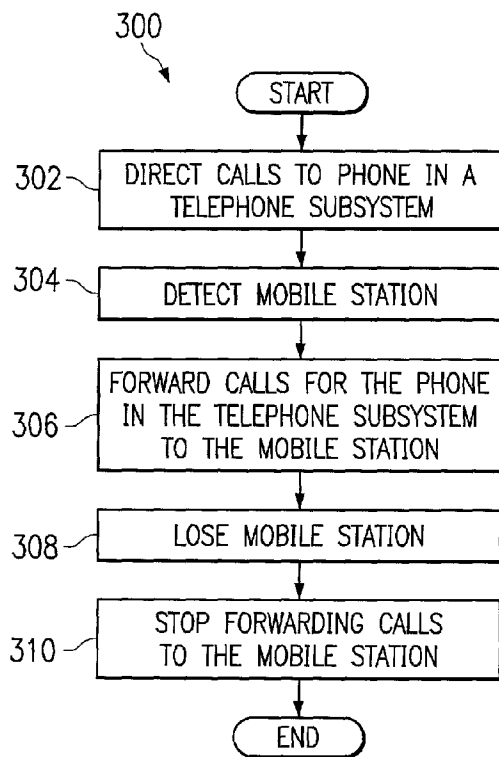 300
START
302
DIRECT CALLS TO PHONE IN A
TELEPHONE SUBSYSTEM
304
DETECT MOBILE STATION
306
FORWARD CALLS FOR THE PHONE
IN THE TELEPHONE SUBSYSTEM
TO THE MOBILE STATION
308
LOSE MOBILE STATION
310
STOP FORWARDING CALLS
TO THE MOBILE STATION
END